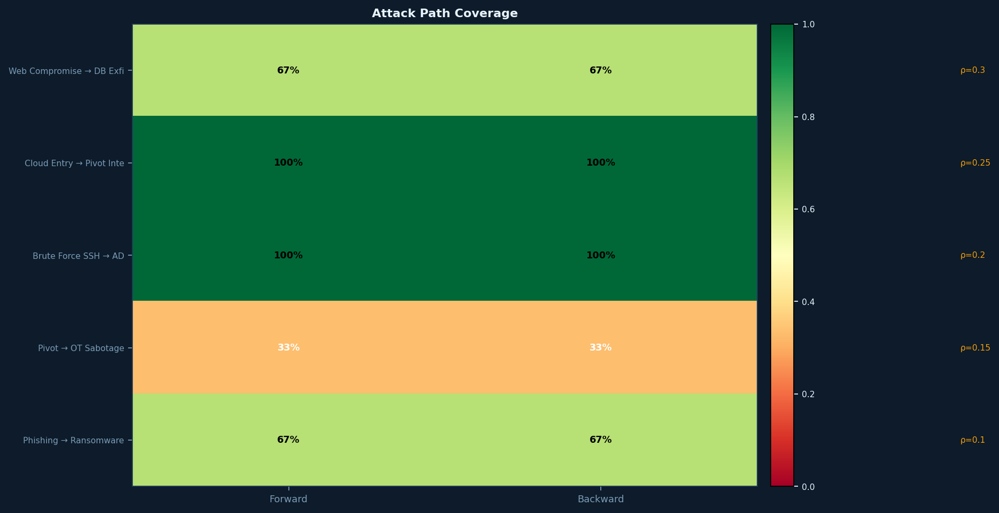 Attack Path Coverage
Web Compromise → DB Exfi
67%
67%
ρ=0.3
Cloud Entry → Pivot Inte
100%
100%
ρ=0.25
Brute Force SSH → AD
100%
100%
ρ=0.2
Pivot → OT Sabotage
33%
33%
ρ=0.15
Phishing → Ransomware
67%
67%
ρ=0.1
Forward
Backward
1.0
0.8
0.6
0.4
0.2
0.0